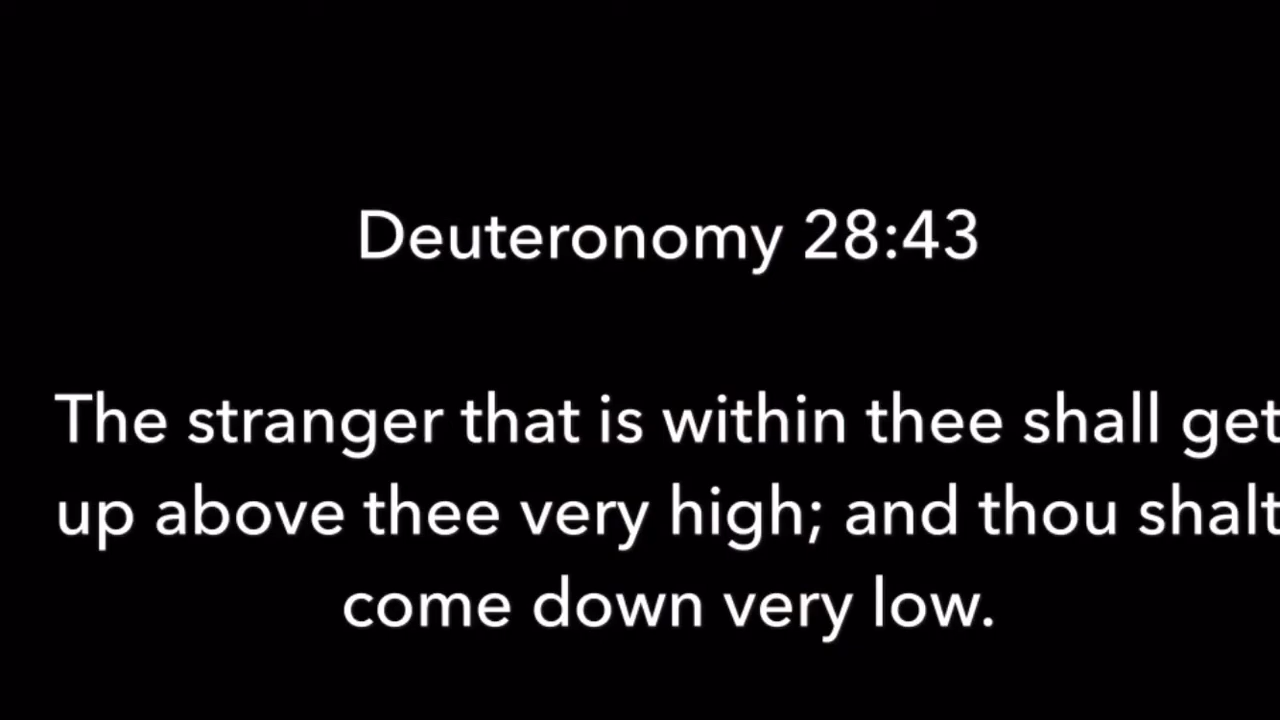 Deuteronomy 28:43
The stranger that is within thee shall get
up above thee very high; and thou shalt
come down very low.